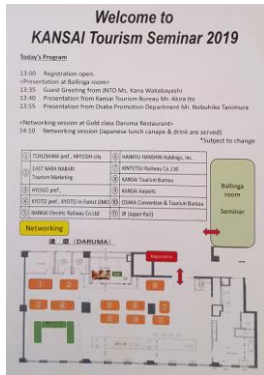 Welcome to
KANSAI Tourism Seminar 2019
Today's Program
13:00 Registration open.
<Presentation at Ballinga room>
13:35 Guest Greeting from JNTO Ms. Kana Wakabayashi
13:40 Presentation from Kansai Tourism Bureau Mr. Akira Ito
13:55 Presentation from Osaka Promotion Department Mr. Nobuhiko Tanimura
<Networking session at Gold class Daruma Restaurant>
14:10 Networking session (Japanese lunch canape & drink are served)
*Subject to change
① TOKUSHIMA pref., MIYOSHI city
⑥ HANKYU HANSHIN Holdings, Inc.
② EAST NARA NABARI
Tourism Marketing
⑦ KINTETSU Railway Co.,Ltd
⑧ KANSAI Tourism Bureau
③ HYOGO pref.,
⑨ KANSAI Airports
④ KYOTO pref., KYOTO in Forest DMO
⑩ OSAKA Convention & Tourism Bureau
⑤ NANKAI Electric Railway Co.Ltd
⑪ JR (Japan Rail)
Ballinga
room
Seminar
Networking
達磨 (DARUMA)
Registration